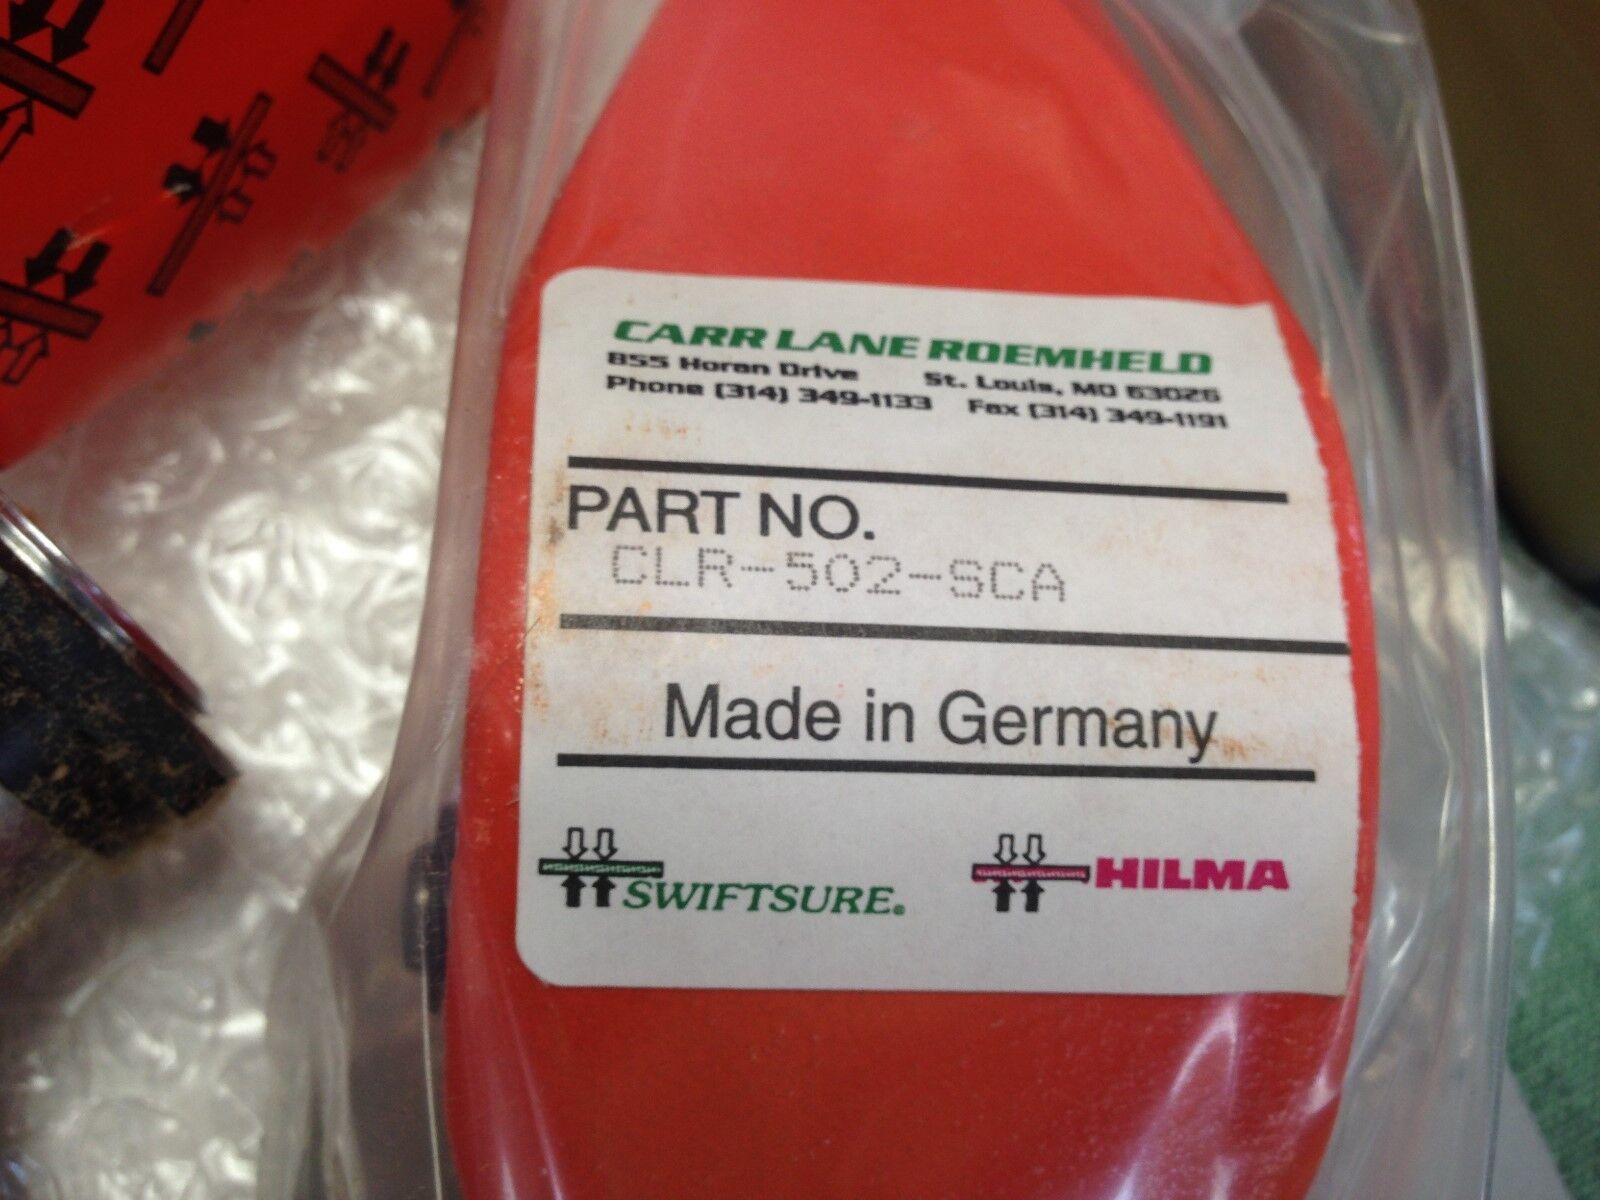 CARR LANE ROEMHELD
855 Horan Drive St. Louis, MO 63026
Phone (314) 349-1133 Fax (314) 349-1191
PART NO.
CLR-502-SCA
Made in Germany
SWIFTSURE® HILMA